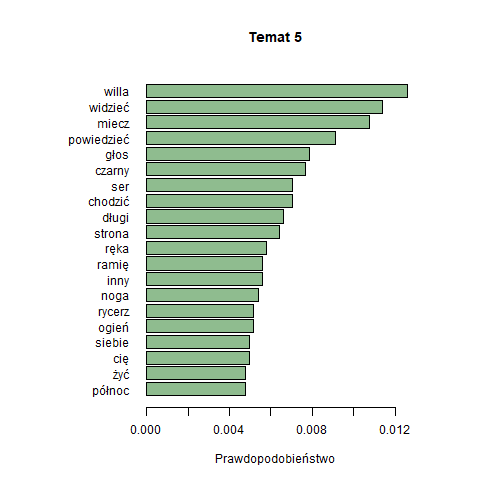 Temat 5
willa
widzieć
miecz
powiedzieć
głos
czarny
ser
chodzić
długi
strona
ręka
ramię
inny
noga
rycerz
ogień
siebie
cię
żyć
północ
0.000 0.004 0.008 0.012
Prawdopodobieństwo